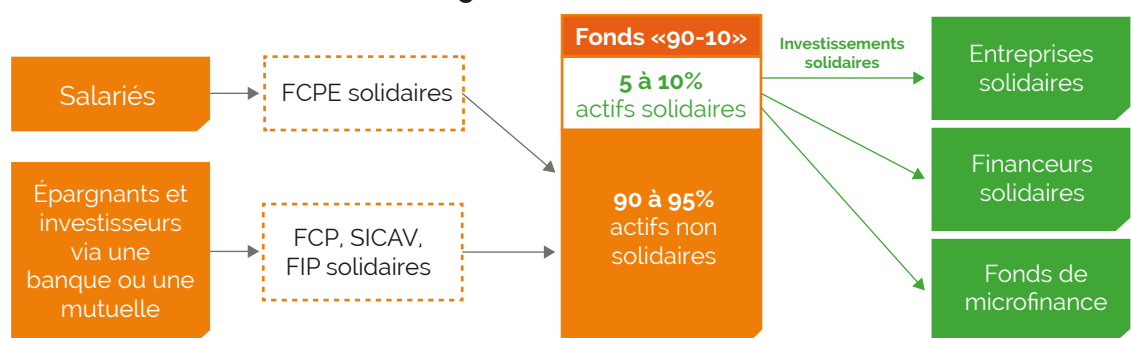 Salariés
Épargnants et
investisseurs
via une
banque ou une
mutuelle
FCPE solidaires
FCP, SICAV,
FIP solidaires
Fonds «90-10»
5 à 10%
actifs solidaires
90 à 95%
actifs non
solidaires
Investissements
solidaires
Entreprises
solidaires
Financeurs
solidaires
Fonds de
microfinance